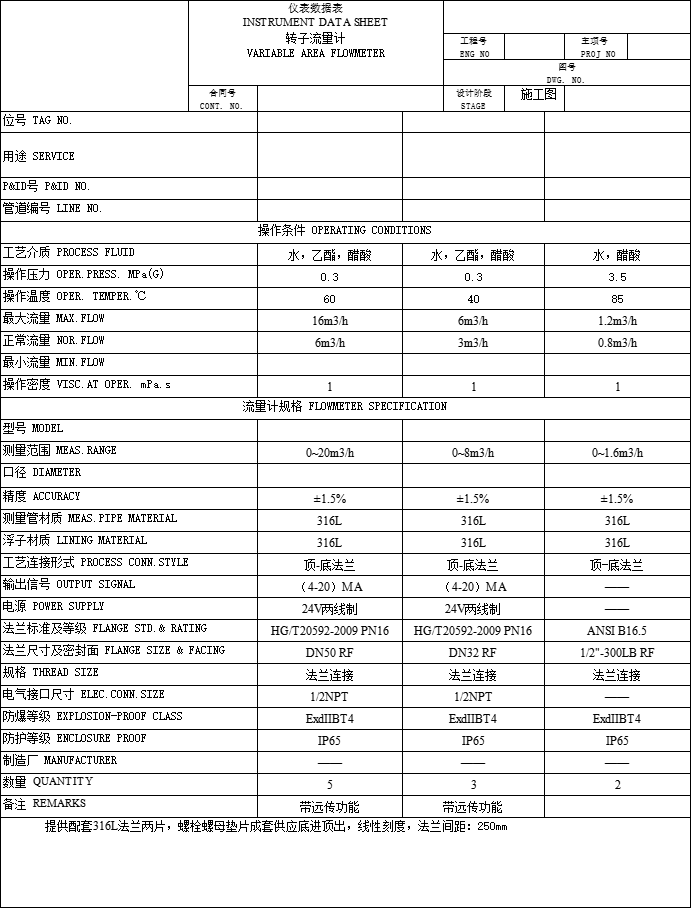 仪表数据表
INSTRUMENT DATA SHEET
转子流量计
VARIABLE AREA FLOWMETER
工程号
ENG NO
主项号
PROJ NO
图号
DWG. NO.
合同号
CONT. NO.
设计阶段
STAGE
施工图
位号 TAG NO.
用途 SERVICE
P&ID号 P&ID NO.
管道编号 LINE NO.
操作条件 OPERATING CONDITIONS
工艺介质 PROCESS FLUID 水，乙酯，醋酸 水，乙酯，醋酸 水，醋酸
操作压力 OPER.PRESS. MPa(G) 0.3 0.3 3.5
操作温度 OPER. TEMPER.℃ 60 40 85
最大流量 MAX.FLOW 16m3/h 6m3/h 1.2m3/h
正常流量 NOR.FLOW 6m3/h 3m3/h 0.8m3/h
最小流量 MIN.FLOW
操作密度 VISC.AT OPER. mPa.s 1 1 1
流量计规格 FLOWMETER SPECIFICATION
型号 MODEL
测量范围 MEAS.RANGE 0~20m3/h 0~8m3/h 0~1.6m3/h
口径 DIAMETER
精度 ACCURACY ±1.5% ±1.5% ±1.5%
测量管材质 MEAS.PIPE MATERIAL 316L 316L 316L
浮子材质 LINING MATERIAL 316L 316L 316L
工艺连接形式 PROCESS CONN.STYLE 顶-底法兰 顶-底法兰 顶-底法兰
输出信号 OUTPUT SIGNAL （4-20）MA （4-20）MA ——
电源 POWER SUPPLY 24V两线制 24V两线制 ——
法兰标准及等级 FLANGE STD.& RATING HG/T20592-2009 PN16 HG/T20592-2009 PN16 ANSI B16.5
法兰尺寸及密封面 FLANGE SIZE & FACING DN50 RF DN32 RF 1/2"-300LB RF
规格 THREAD SIZE 法兰连接 法兰连接 法兰连接
电气接口尺寸 ELEC.CONN.SIZE 1/2NPT 1/2NPT ——
防爆等级 EXPLOSION-PROOF CLASS ExdIIBT4 ExdIIBT4 ExdIIBT4
防护等级 ENCLOSURE PROOF IP65 IP65 IP65
制造厂 MANUFACTURER —— —— ——
数量 QUANTITY 5 3 2
备注 REMARKS 带远传功能 带远传功能
提供配套316L法兰两片，螺栓螺母垫片成套供应底进顶出，线性刻度，法兰间距：250mm